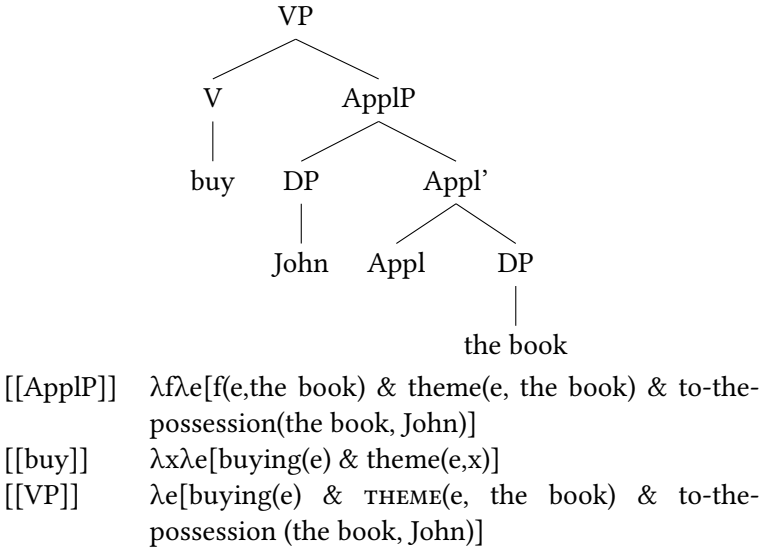 VP
V ApplP
buy DP Appl’
John Appl DP
the book
[[ApplP]] λfλe[f(e,the book) & theme(e, the book) & to-the-
possession(the book, John)]
[[buy]] λxλe[buying(e) & theme(e,x)]
[[VP]] λe[buying(e) & ᴛʜᴇᴍᴇ(e, the book) & to-the-
possession (the book, John)]